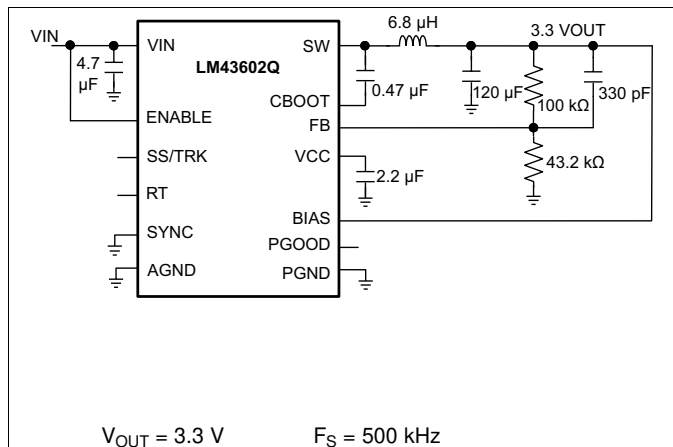 6.8 µH
VIN
VIN
SW
3.3 VOUT
4.7
µF
LM43602Q
0.47 µF
120 µF
100 kΩ
330 pF
CBOOT
ENABLE
FB
SS/TRK
VCC
43.2 kΩ
2.2 µF
RT
BIAS
SYNC
PGOOD
AGND
PGND
VOUT = 3.3 V
FS = 500 kHz